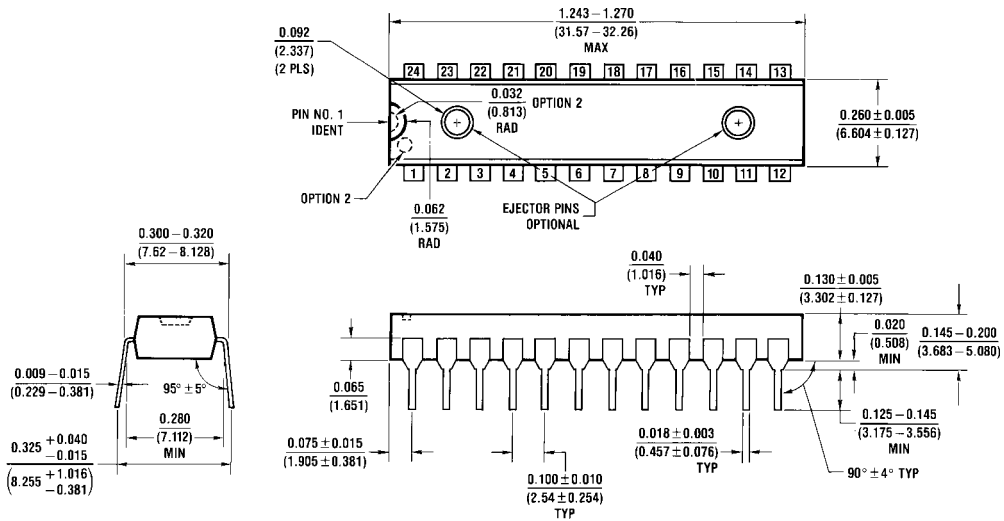 1.243 – 1.270
(31.57 – 32.26)
MAX
0.092
(2.337)
(2 PLS)
24 23 22 21 20 19 18 17 16 15 14 13
0.032
(0.813)
RAD
OPTION 2
PIN NO. 1
IDENT
0.260 ± 0.005
(6.604 ± 0.127)
1 2 3 4 5 6 7 8 9 10 11 12
OPTION 2
0.062
(1.575)
RAD
EJECTOR PINS
OPTIONAL
0.300 – 0.320
(7.62 – 8.128)
0.040
(1.016)
TYP
0.130 ± 0.005
(3.302 ± 0.127)
0.020
(0.508)
MIN
0.145 – 0.200
(3.683 – 5.080)
0.009 – 0.015
(0.229 – 0.381)
95° ± 5°
0.065
(1.651)
0.280
(7.112)
MIN
0.125 – 0.145
(3.175 – 3.556)
MIN
0.325 +0.040
–0.015
(8.255 +1.016
–0.381)
0.075 ± 0.015
(1.905 ± 0.381)
0.018 ± 0.003
(0.457 ± 0.076)
TYP
0.100 ± 0.010
(2.54 ± 0.254)
TYP
90° ± 4° TYP